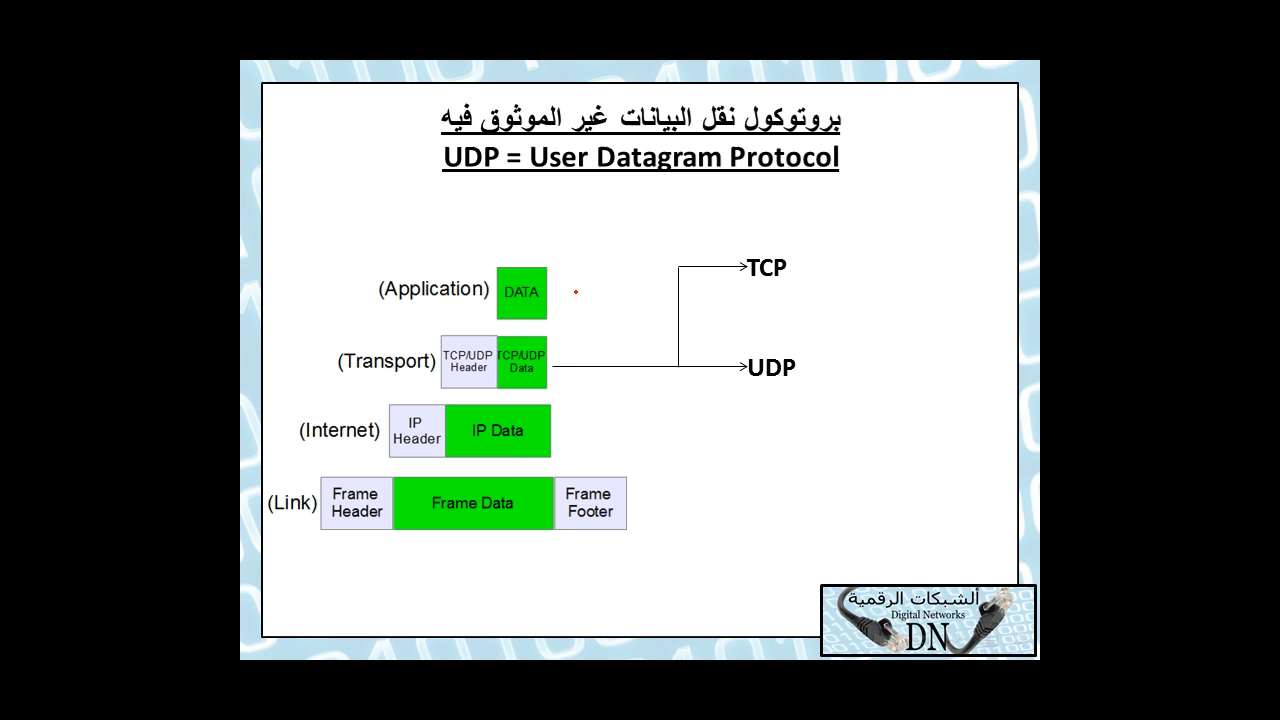 بروتوكول نقل البيانات غير الموثوق فيه
UDP = User Datagram Protocol
TCP
(Application)
DATA
(Transport)
TCP/UDP
Header
TCP/UDP
Data
UDP
(Internet)
IP
Header
IP Data
(Link)
Frame
Header
Frame Data
Frame
Footer
ألشبكات الرقمية
Digital Networks
DN